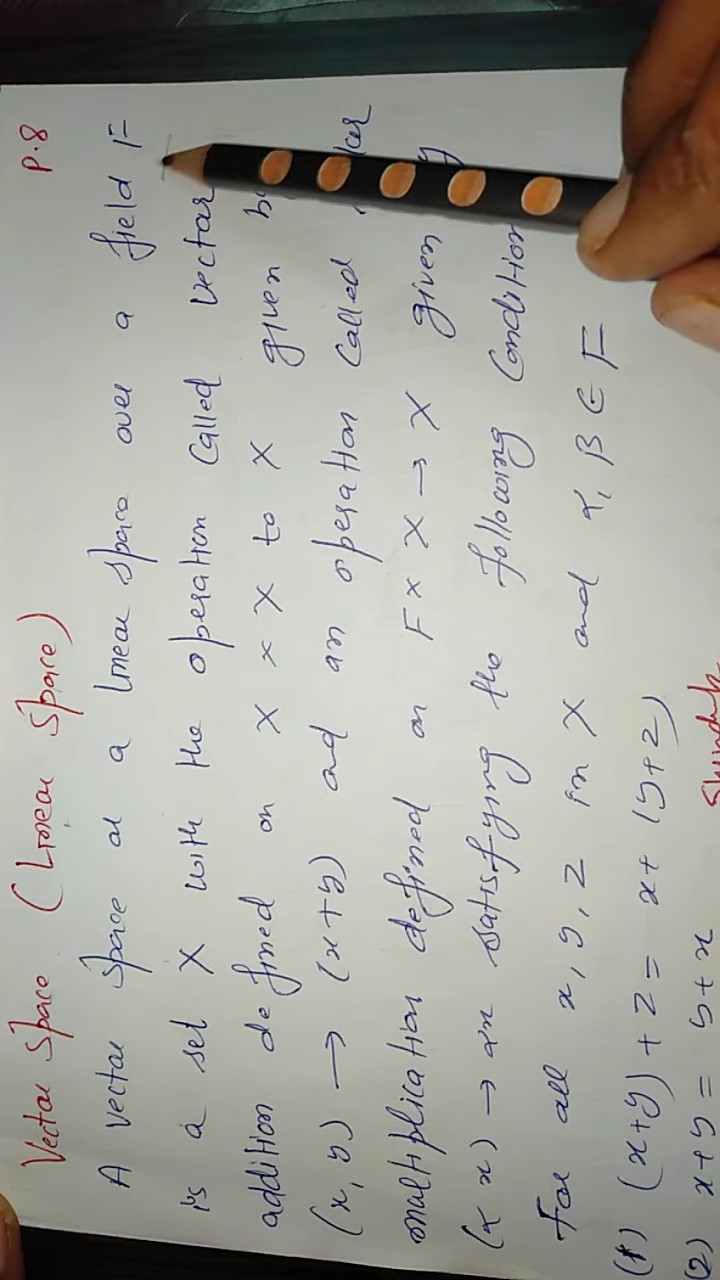 P.8
Vector Space (Linear Space)
A vector space or a linear space over a field F
is a set X with the operation called vector
addition defined on X × X to X given
(x, y) → (x+y) and an operation called
multiplication defined on F × X → X given
(α x) → αx satisfying the following condition
For all x, y, z in X and α, β ∈ F
(1) (x+y) + z = x + (y+z)
(2) x+y = y+x